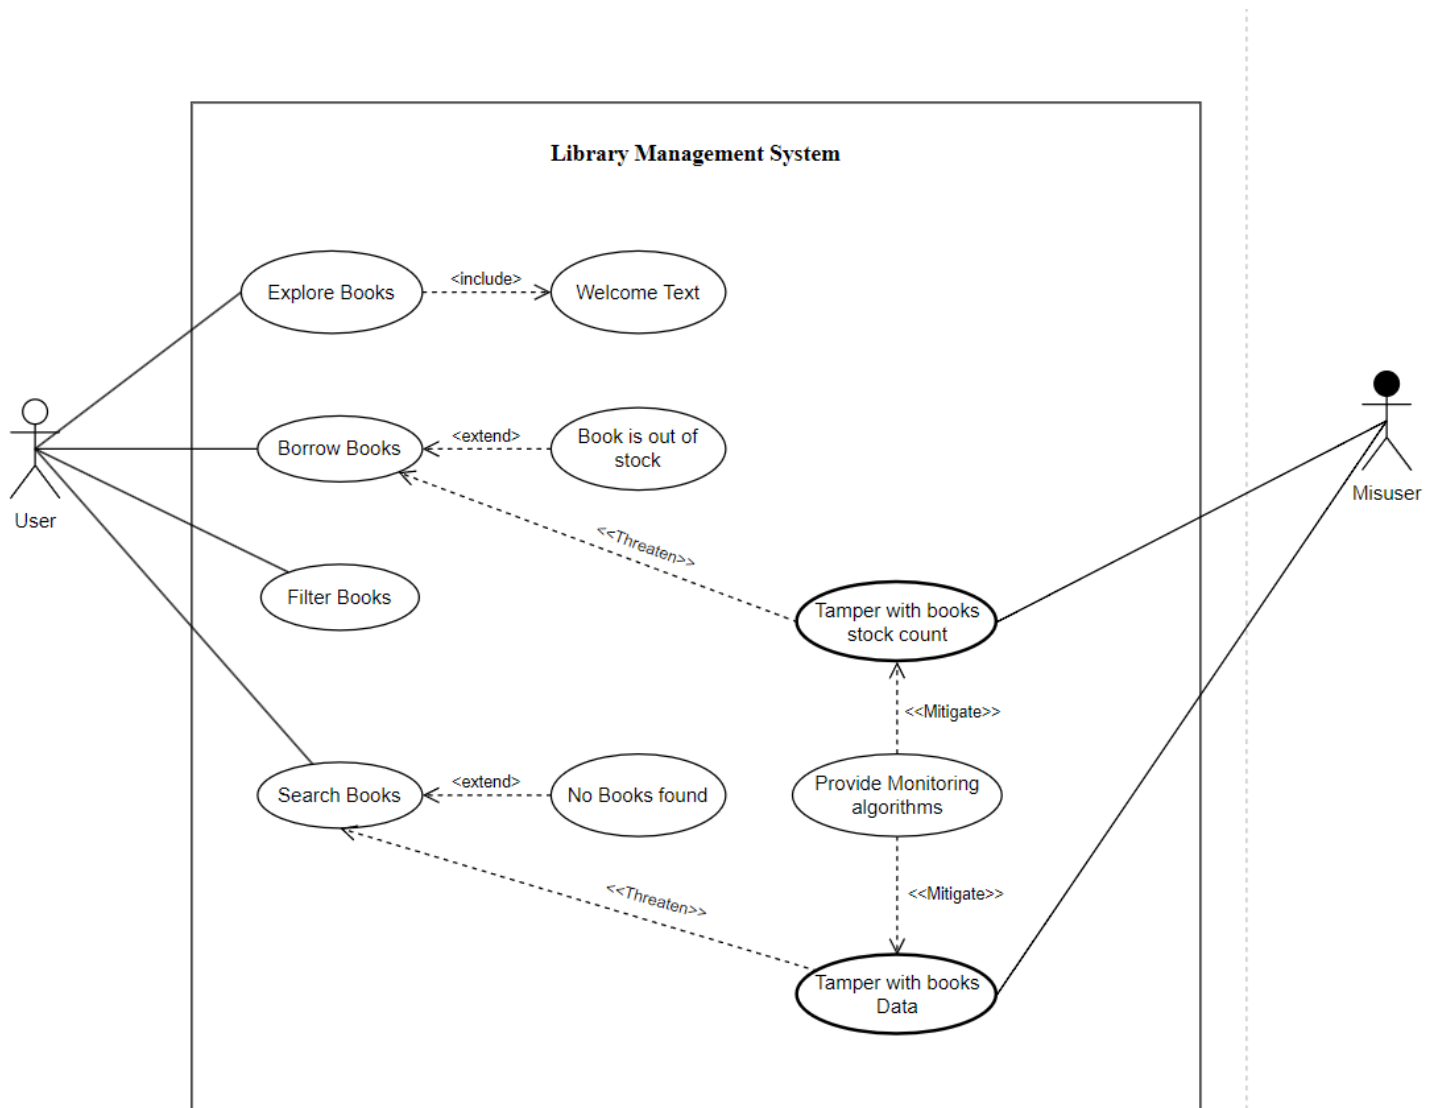 Library Management System
Explore Books
<include>
Welcome Text
Borrow Books
<extend>
Book is out of
stock
User
Misuser
<<Threaten>>
Filter Books
Tamper with books
stock count
<<Mitigate>>
Search Books
<extend>
No Books found
Provide Monitoring
algorithms
<<Threaten>>
<<Mitigate>>
Tamper with books
Data